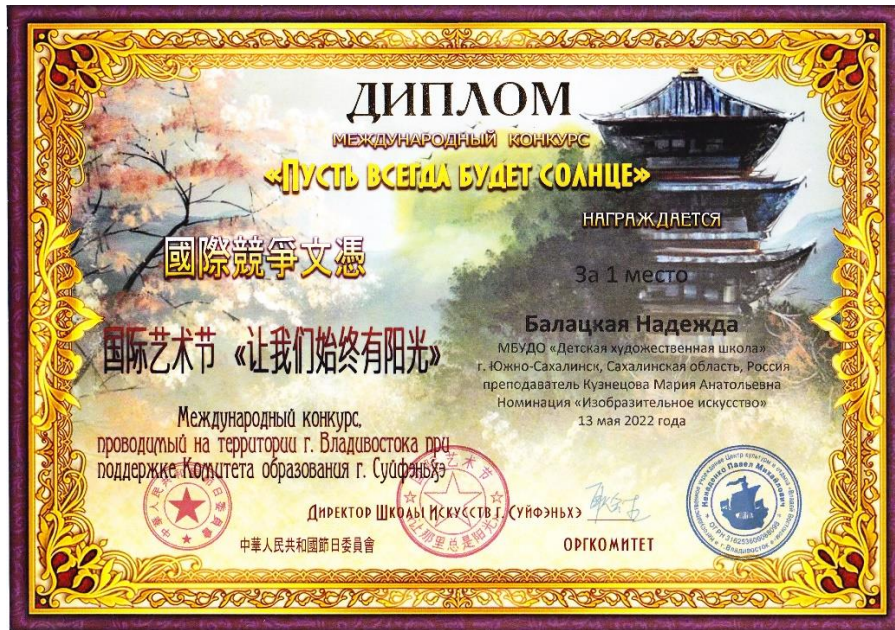 ДИПЛОМ
МЕЖДУНАРОДНЫЙ КОНКУРС
«ПУСТЬ ВСЕГДА БУДЕТ СОЛНЦЕ»
НАГРАЖДАЕТСЯ
國際競爭文憑
За 1 место
国际艺术节 «让我们始终有阳光»
Балацкая Надежда
МБУДО «Детская художественная школа»
г. Южно-Сахалинск, Сахалинская область, Россия
преподаватель Кузнецова Мария Анатольевна
Номинация «Изобразительное искусство»
13 мая 2022 года
Международный конкурс,
проводимый на территории г. Владивостока при
поддержке Комитета образования г. Суйфэньхэ
ДИРЕКТОР ШКОЛЫ ИСКУССТВ Г. СУЙФЭНЬХЭ
中華人民共和國節日委員會
ОРГКОМИТЕТ